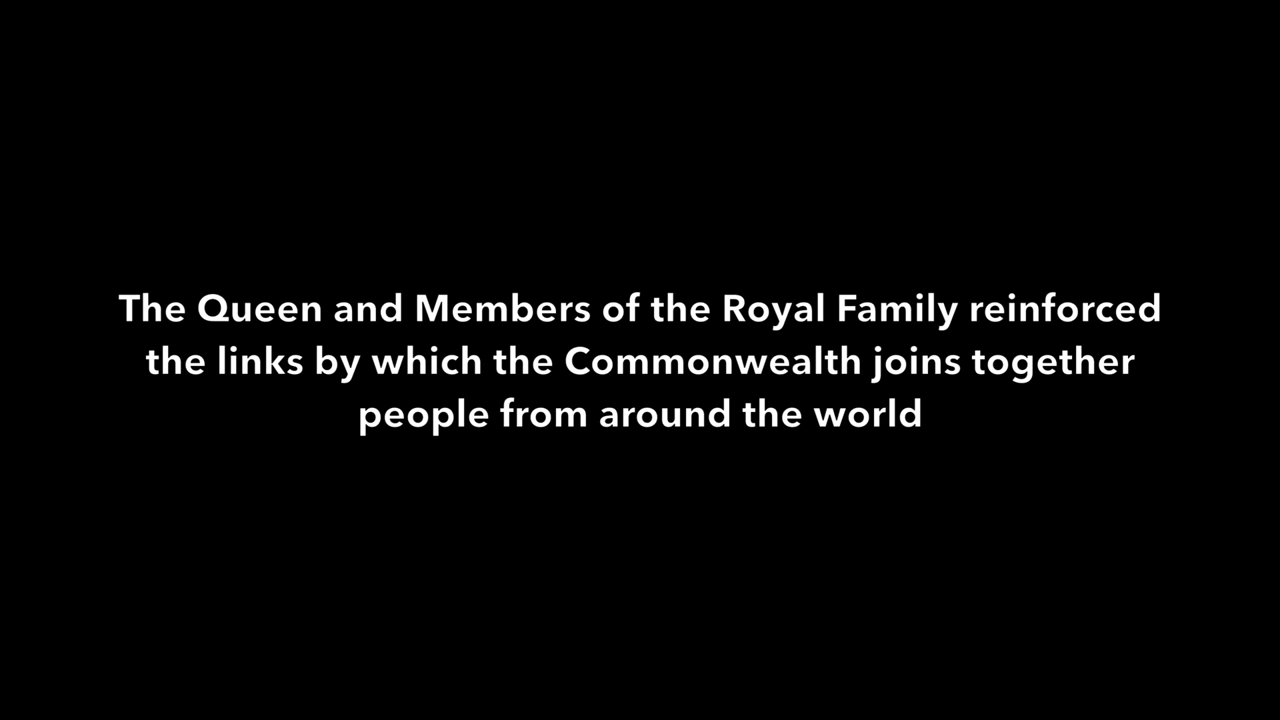 The Queen and Members of the Royal Family reinforced
the links by which the Commonwealth joins together
people from around the world